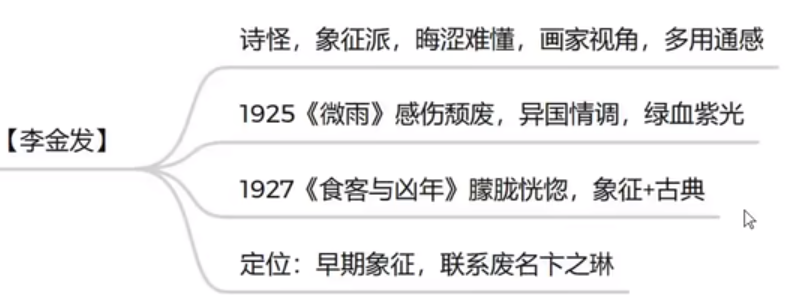 诗怪，象征派，晦涩难懂，画家视角，多用通感
1925《微雨》感伤颓废，异国情调，绿血紫光
【李金发】
1927《食客与凶年》朦胧恍惚，象征+古典
定位：早期象征，联系废名卞之琳